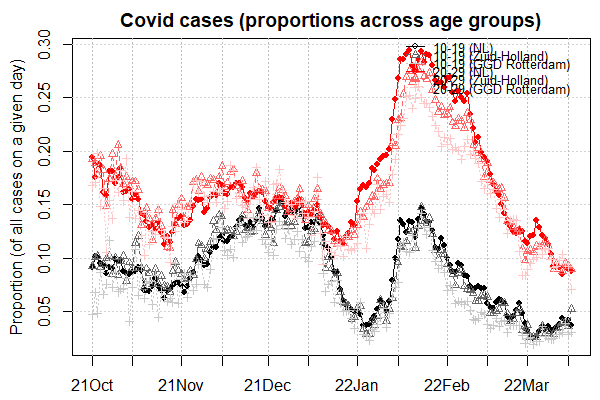 Covid cases (proportions across age groups)
Proportion (of all cases on a given day)
0.30
0.25
0.20
0.15
0.10
0.05
10-19 (NL)
10-19 (Zuid-Holland)
10-19 (GGD Rotterdam)
20-29 (NL)
20-29 (Zuid-Holland)
20-29 (GGD Rotterdam)
21Oct 21Nov 21Dec 22Jan 22Feb 22Mar